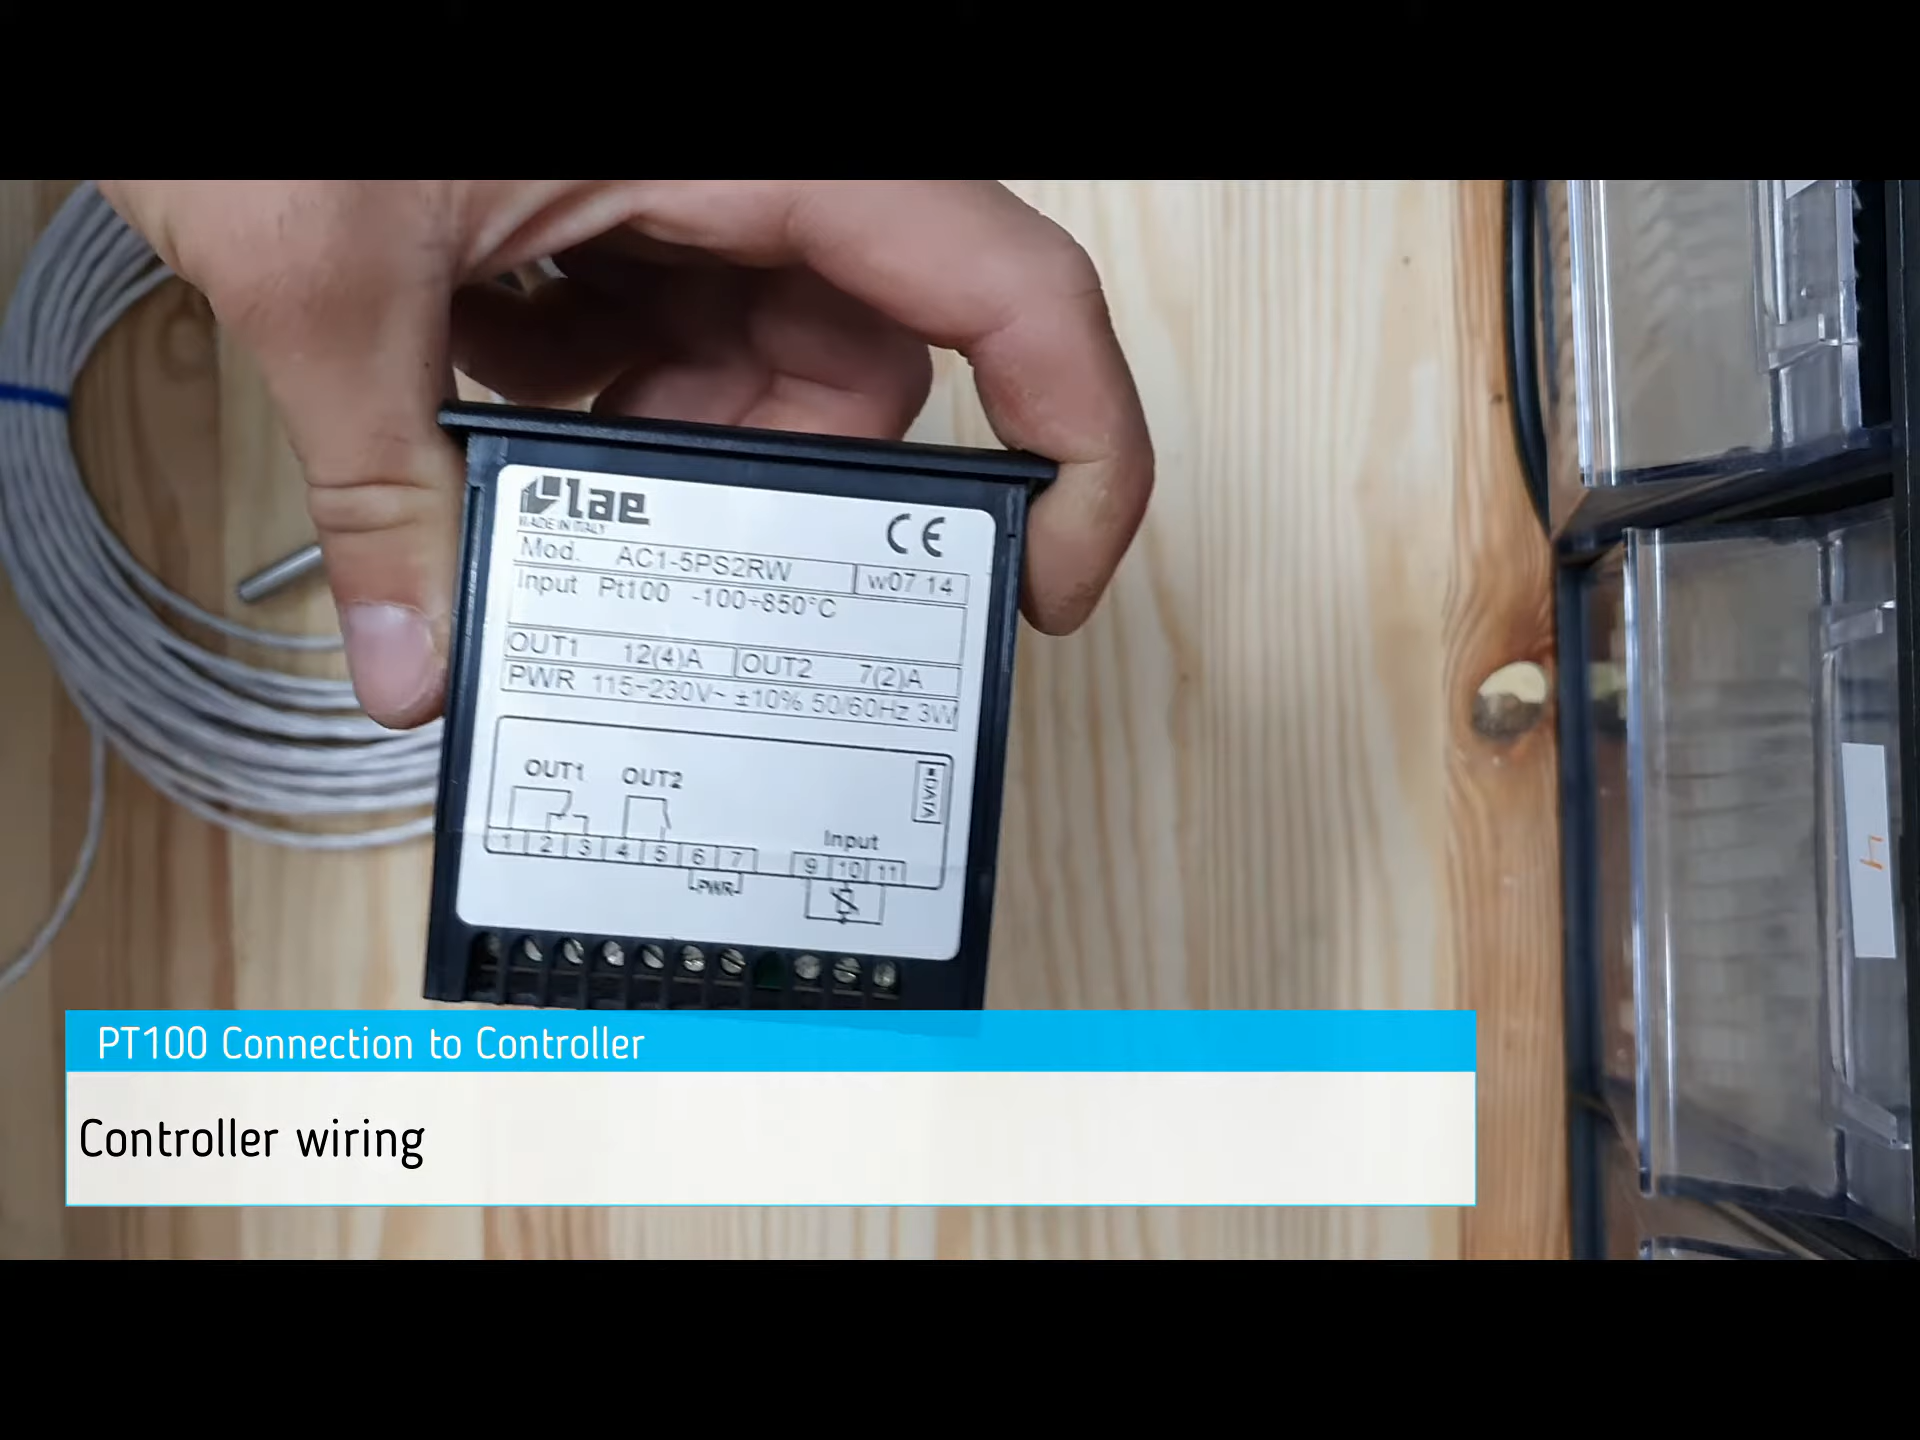 lae
MADE IN ITALY
CE
Mod. AC1-5PS2RW w07 14
Input Pt100 -100÷850°C
OUT1 12(4)A OUT2 7(2)A
PWR 115-230V~ ±10% 50/60Hz 3W
OUT1 OUT2
DATA
Input
1 2 3 4 5 6 7 9 10 11
PWR
4
PT100 Connection to Controller
Controller wiring